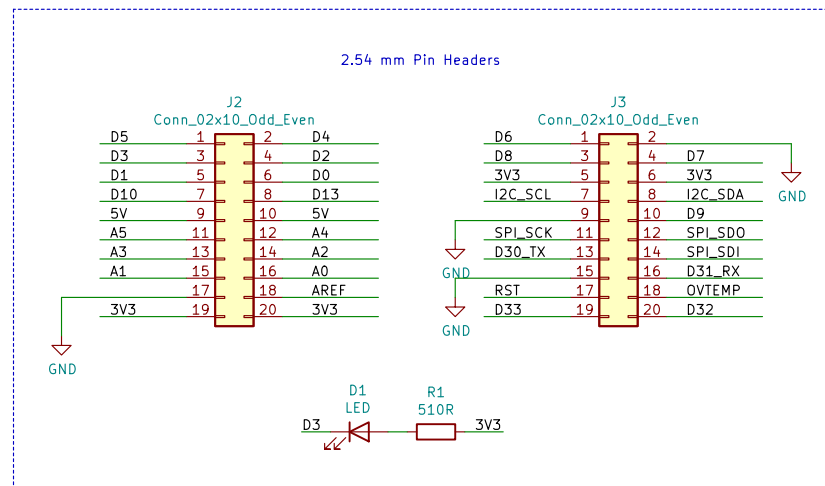 2.54 mm Pin Headers
J2
Conn_02x10_Odd_Even
D5 1 2 D4
D3 3 4 D2
D1 5 6 D0
D10 7 8 D13
5V 9 10 5V
A5 11 12 A4
A3 13 14 A2
A1 15 16 A0
17 18 AREF
3V3 19 20 3V3
GND
J3
Conn_02x10_Odd_Even
D6 1 2
D8 3 4 D7
3V3 5 6 3V3
I2C_SCL 7 8 I2C_SDA
GND
9 10 D9
SPI_SCK 11 12 SPI_SDO
D30_TX 13 14 SPI_SDI
GND
15 16 D31_RX
RST 17 18 OVTEMP
D33 19 20 D32
GND
D1
LED
R1
510R
D3
3V3